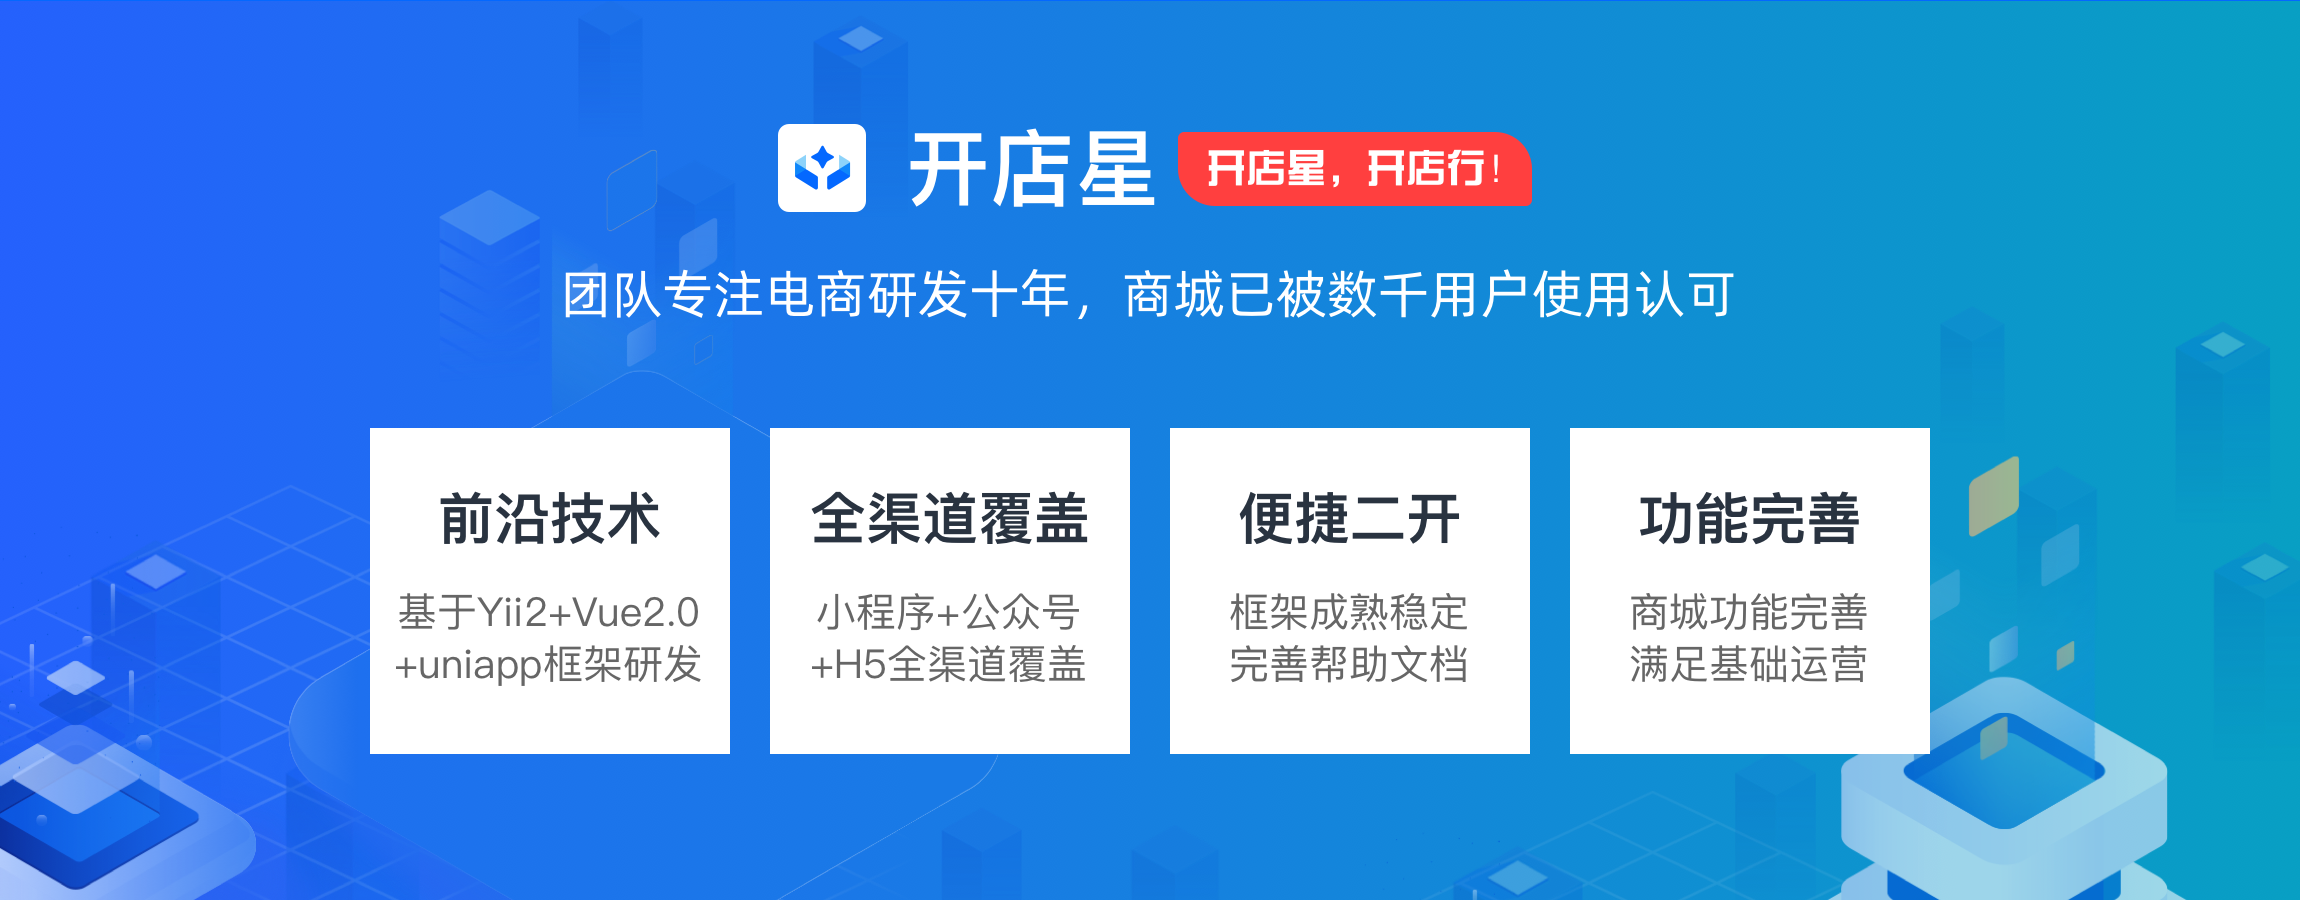 开店星
开店星，开店行！
团队专注电商研发十年，商城已被数千用户使用认可
前沿技术
基于Yii2+Vue2.0
+uniapp框架研发
全渠道覆盖
小程序+公众号
+H5全渠道覆盖
便捷二开
框架成熟稳定
完善帮助文档
功能完善
商城功能完善
满足基础运营